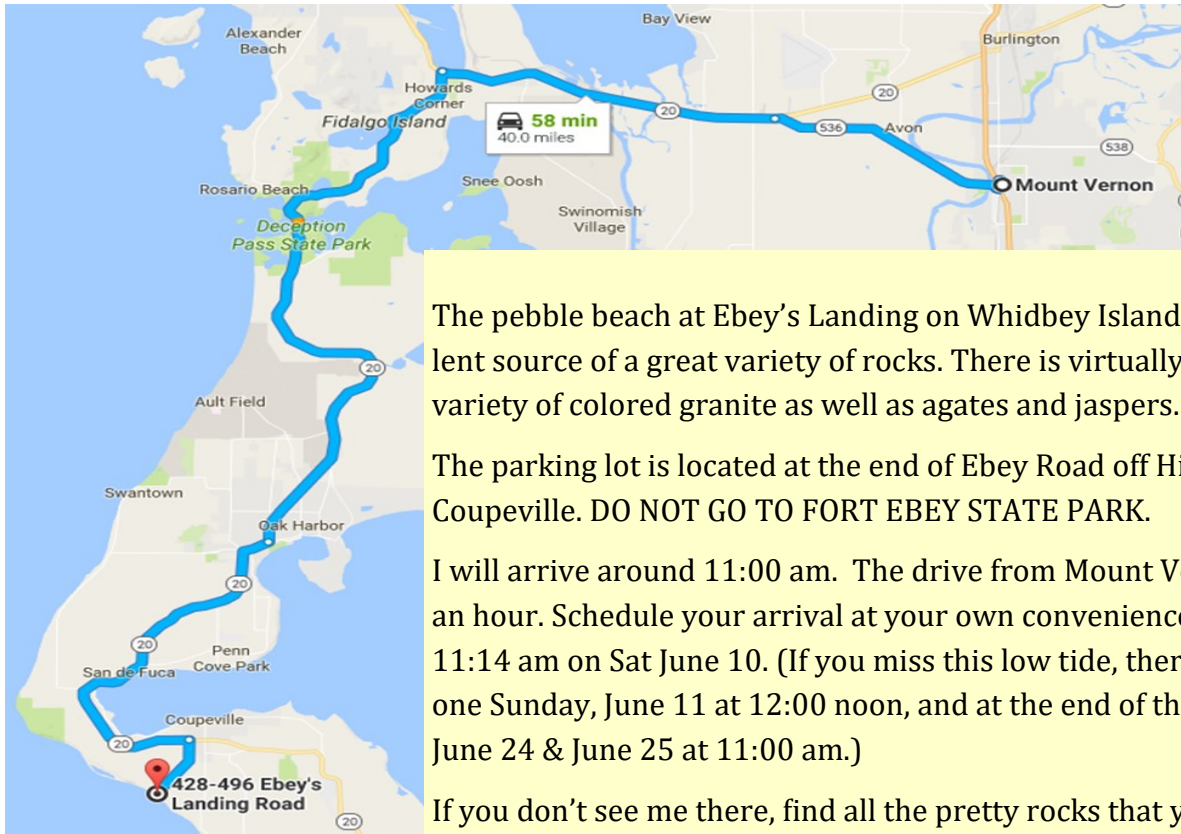 Bay View
Alexander
Beach
Burlington
Howards
Corner
20
Fidalgo Island
58 min
40.0 miles
20
536
Avon
538
Rosario Beach
Snee Oosh
Mount Vernon
Swinomish
Village
Deception
Pass State Park
20
Ault Field
Swantown
Oak Harbor
20
20
Penn
Cove Park
San de Fuca
Coupeville
20
428-496 Ebey's
Landing Road
20
The pebble beach at Ebey’s Landing on Whidbey Island
lent source of a great variety of rocks. There is virtually
variety of colored granite as well as agates and jaspers.
The parking lot is located at the end of Ebey Road off Hi
Coupeville. DO NOT GO TO FORT EBEY STATE PARK.
I will arrive around 11:00 am. The drive from Mount Ve
an hour. Schedule your arrival at your own convenience
11:14 am on Sat June 10. (If you miss this low tide, ther
one Sunday, June 11 at 12:00 noon, and at the end of th
June 24 & June 25 at 11:00 am.)
If you don’t see me there, find all the pretty rocks that y